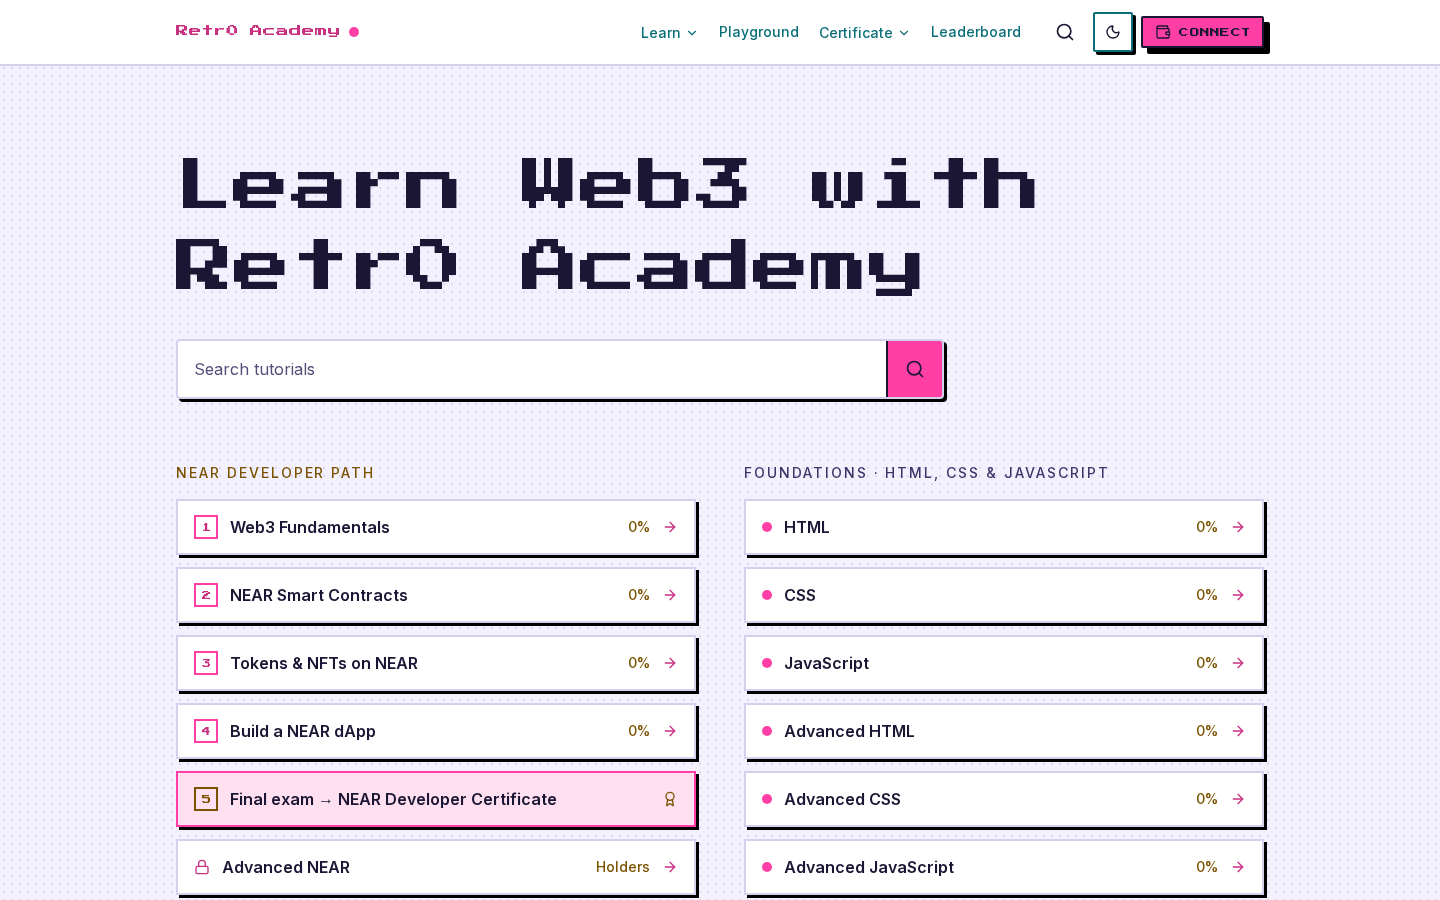 Retr0 Academy
Learn
Playground
Certificate
Leaderboard
CONNECT
Learn Web3 with
Retr0 Academy
Search tutorials
NEAR DEVELOPER PATH
1 Web3 Fundamentals 0%
2 NEAR Smart Contracts 0%
3 Tokens & NFTs on NEAR 0%
4 Build a NEAR dApp 0%
5 Final exam → NEAR Developer Certificate
Advanced NEAR Holders
FOUNDATIONS · HTML, CSS & JAVASCRIPT
HTML 0%
CSS 0%
JavaScript 0%
Advanced HTML 0%
Advanced CSS 0%
Advanced JavaScript 0%